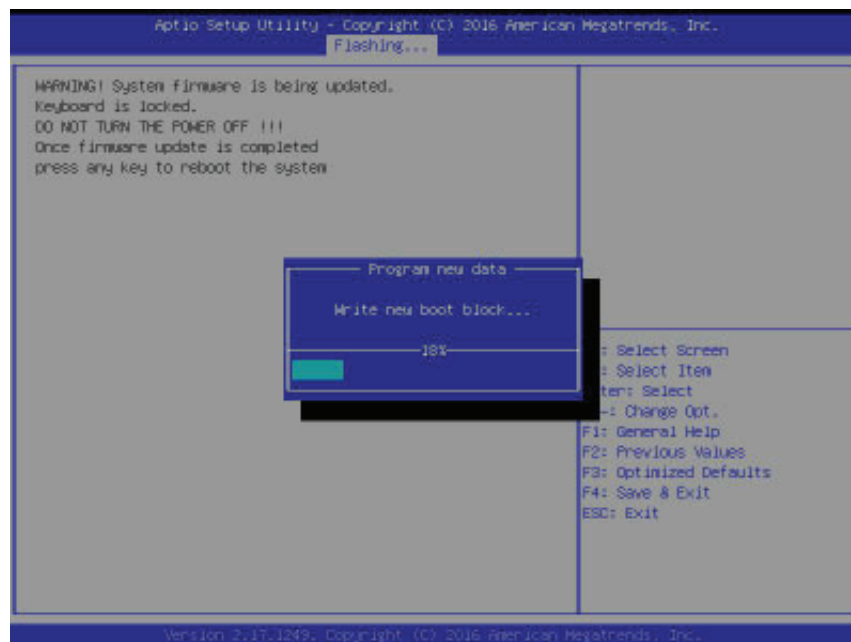 Aptio Setup Utility - Copyright (C) 2016 American Megatrends, Inc.
Flashing...
WARNING! System firmware is being updated.
Keyboard is locked.
DO NOT TURN THE POWER OFF !!!
Once firmware update is completed
press any key to reboot the system
Program new data
Write new boot block...
18%
: Select Screen
: Select Item
ter: Select
-: Change Opt.
F1: General Help
F2: Previous Values
F3: Optimized Defaults
F4: Save & Exit
ESC: Exit
Version 2.17.1249. Copyright (C) 2016 American Megatrends, Inc.